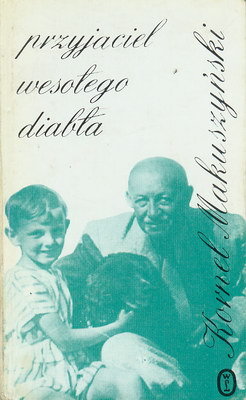 przyjaciel
wesołego
diabła
Kornel Makuszyński